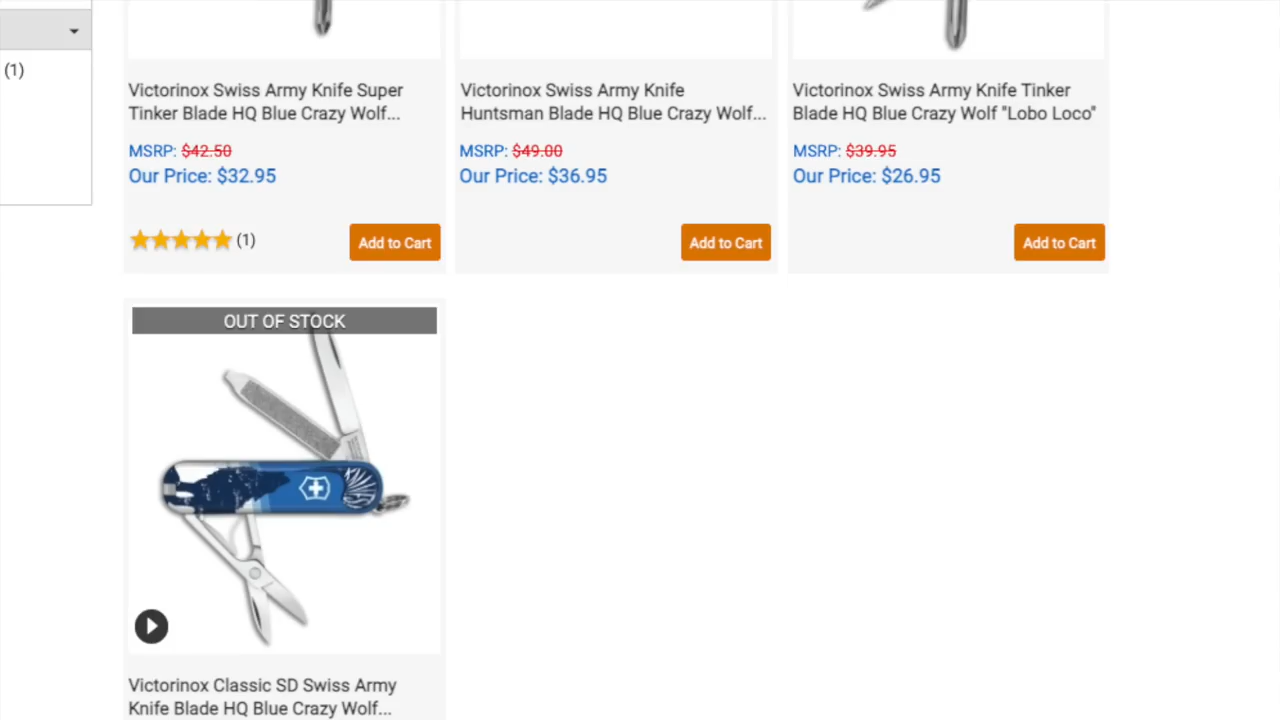 (1)
Victorinox Swiss Army Knife Super
Tinker Blade HQ Blue Crazy Wolf...
MSRP: $42.50
Our Price: $32.95
(1)
Add to Cart
Victorinox Swiss Army Knife
Huntsman Blade HQ Blue Crazy Wolf...
MSRP: $49.00
Our Price: $36.95
Add to Cart
Victorinox Swiss Army Knife Tinker
Blade HQ Blue Crazy Wolf "Lobo Loco"
MSRP: $39.95
Our Price: $26.95
Add to Cart
OUT OF STOCK
Victorinox Classic SD Swiss Army
Knife Blade HQ Blue Crazy Wolf...